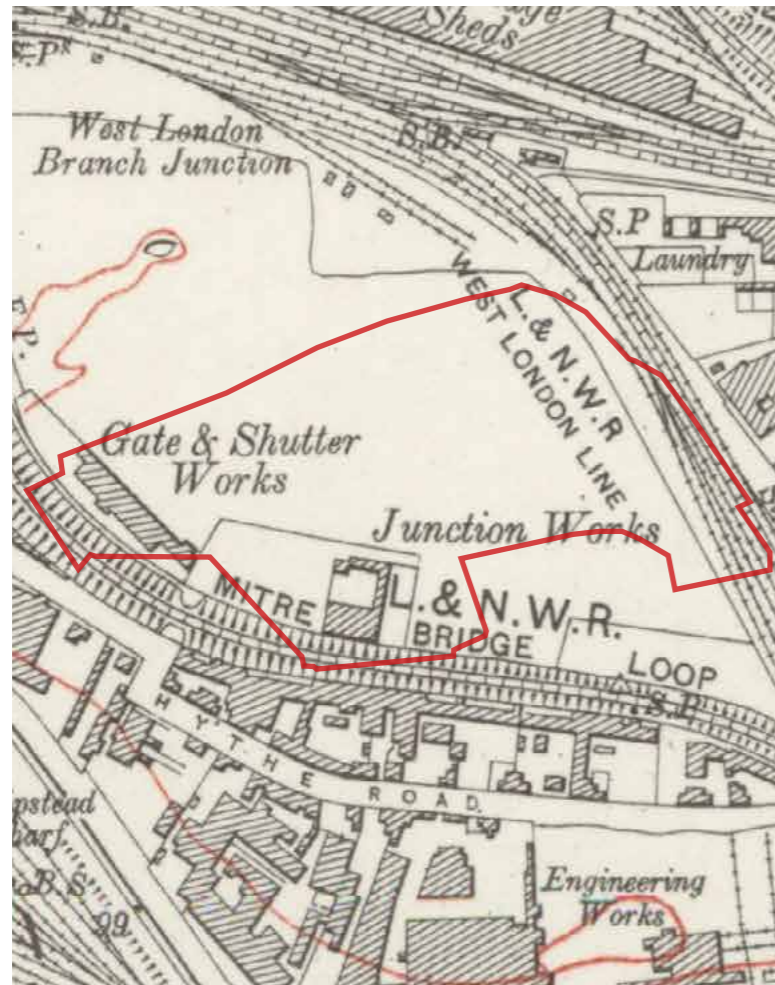 S.B.
S.Pˢ
Sheds
West London
Branch Junction
S.B.
S.P
Laundry
L. & N. W. R
WEST LONDON LINE
F.P.
Gate & Shutter
Works
Junction Works
MITRE
BRIDGE
LOOP
L. & N.W.R.
S.P.
HYTHE ROAD
B.S
99
Engineering
Works